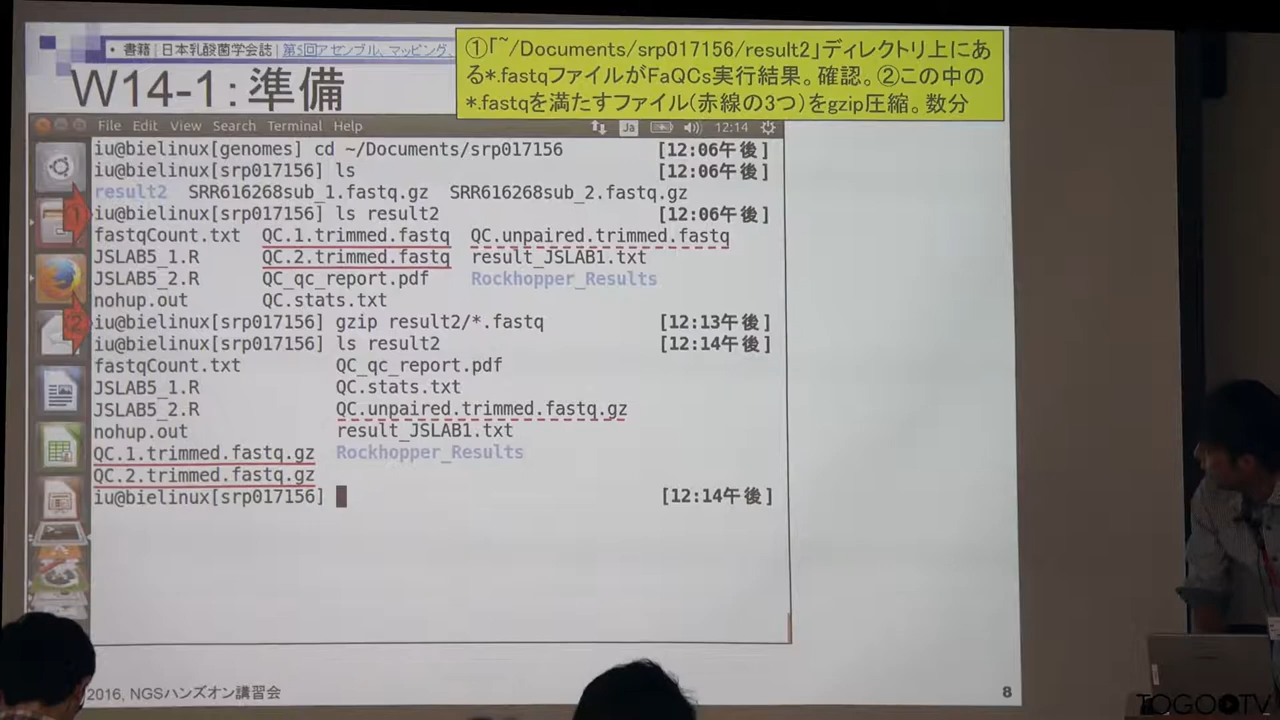 • 書籍 | 日本乳酸菌学会誌 | 第5回アセンブル、マッピング、
W14-1：準備
①「~/Documents/srp017156/result2」ディレクトリ上にあ
る*.fastqファイルがFaQCs実行結果。確認。②この中の
*.fastqを満たすファイル(赤線の3つ)をgzip圧縮。数分
File Edit View Search Terminal Help Ja 12:14
iu@bielinux[genomes] cd ~/Documents/srp017156 [12:06午後]
iu@bielinux[srp017156] ls [12:06午後]
result2 SRR616268sub_1.fastq.gz SRR616268sub_2.fastq.gz
① iu@bielinux[srp017156] ls result2 [12:06午後]
fastqCount.txt QC.1.trimmed.fastq QC.unpaired.trimmed.fastq
JSLAB5_1.R QC.2.trimmed.fastq result_JSLAB1.txt
JSLAB5_2.R QC_qc_report.pdf Rockhopper_Results
nohup.out QC.stats.txt
② iu@bielinux[srp017156] gzip result2/*.fastq [12:13午後]
iu@bielinux[srp017156] ls result2 [12:14午後]
fastqCount.txt QC_qc_report.pdf
JSLAB5_1.R QC.stats.txt
JSLAB5_2.R QC.unpaired.trimmed.fastq.gz
nohup.out result_JSLAB1.txt
QC.1.trimmed.fastq.gz Rockhopper_Results
QC.2.trimmed.fastq.gz
iu@bielinux[srp017156] [12:14午後]
2016, NGSハンズオン講習会
8
TOGOTV